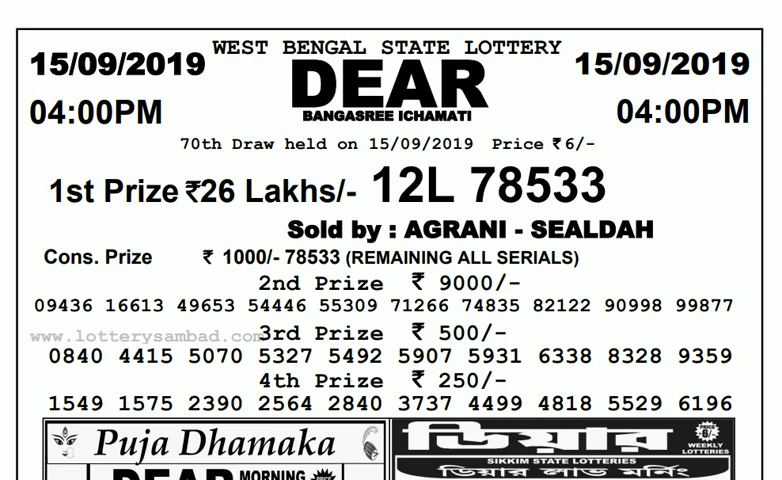 WEST BENGAL STATE LOTTERY
15/09/2019 DEAR 15/09/2019
04:00PM BANGASREE ICHAMATI 04:00PM
70th Draw held on 15/09/2019 Price ₹ 6/-
1st Prize ₹26 Lakhs/- 12L 78533
Sold by : AGRANI - SEALDAH
Cons. Prize ₹ 1000/- 78533 (REMAINING ALL SERIALS)
2nd Prize ₹ 9000/-
09436 16613 49653 54446 55309 71266 74835 82122 90998 99877
www.lotterysambad.com
3rd Prize ₹ 500/-
0840 4415 5070 5327 5492 5907 5931 6338 8328 9359
4th Prize ₹ 250/-
1549 1575 2390 2564 2840 3737 4499 4818 5529 6196
Puja Dhamaka
DEAR MORNING
ডিয়ার
PRICE 6/-
WEEKLY LOTTERIES
SIKKIM STATE LOTTERIES
ডিয়ার লাভ মর্নিং